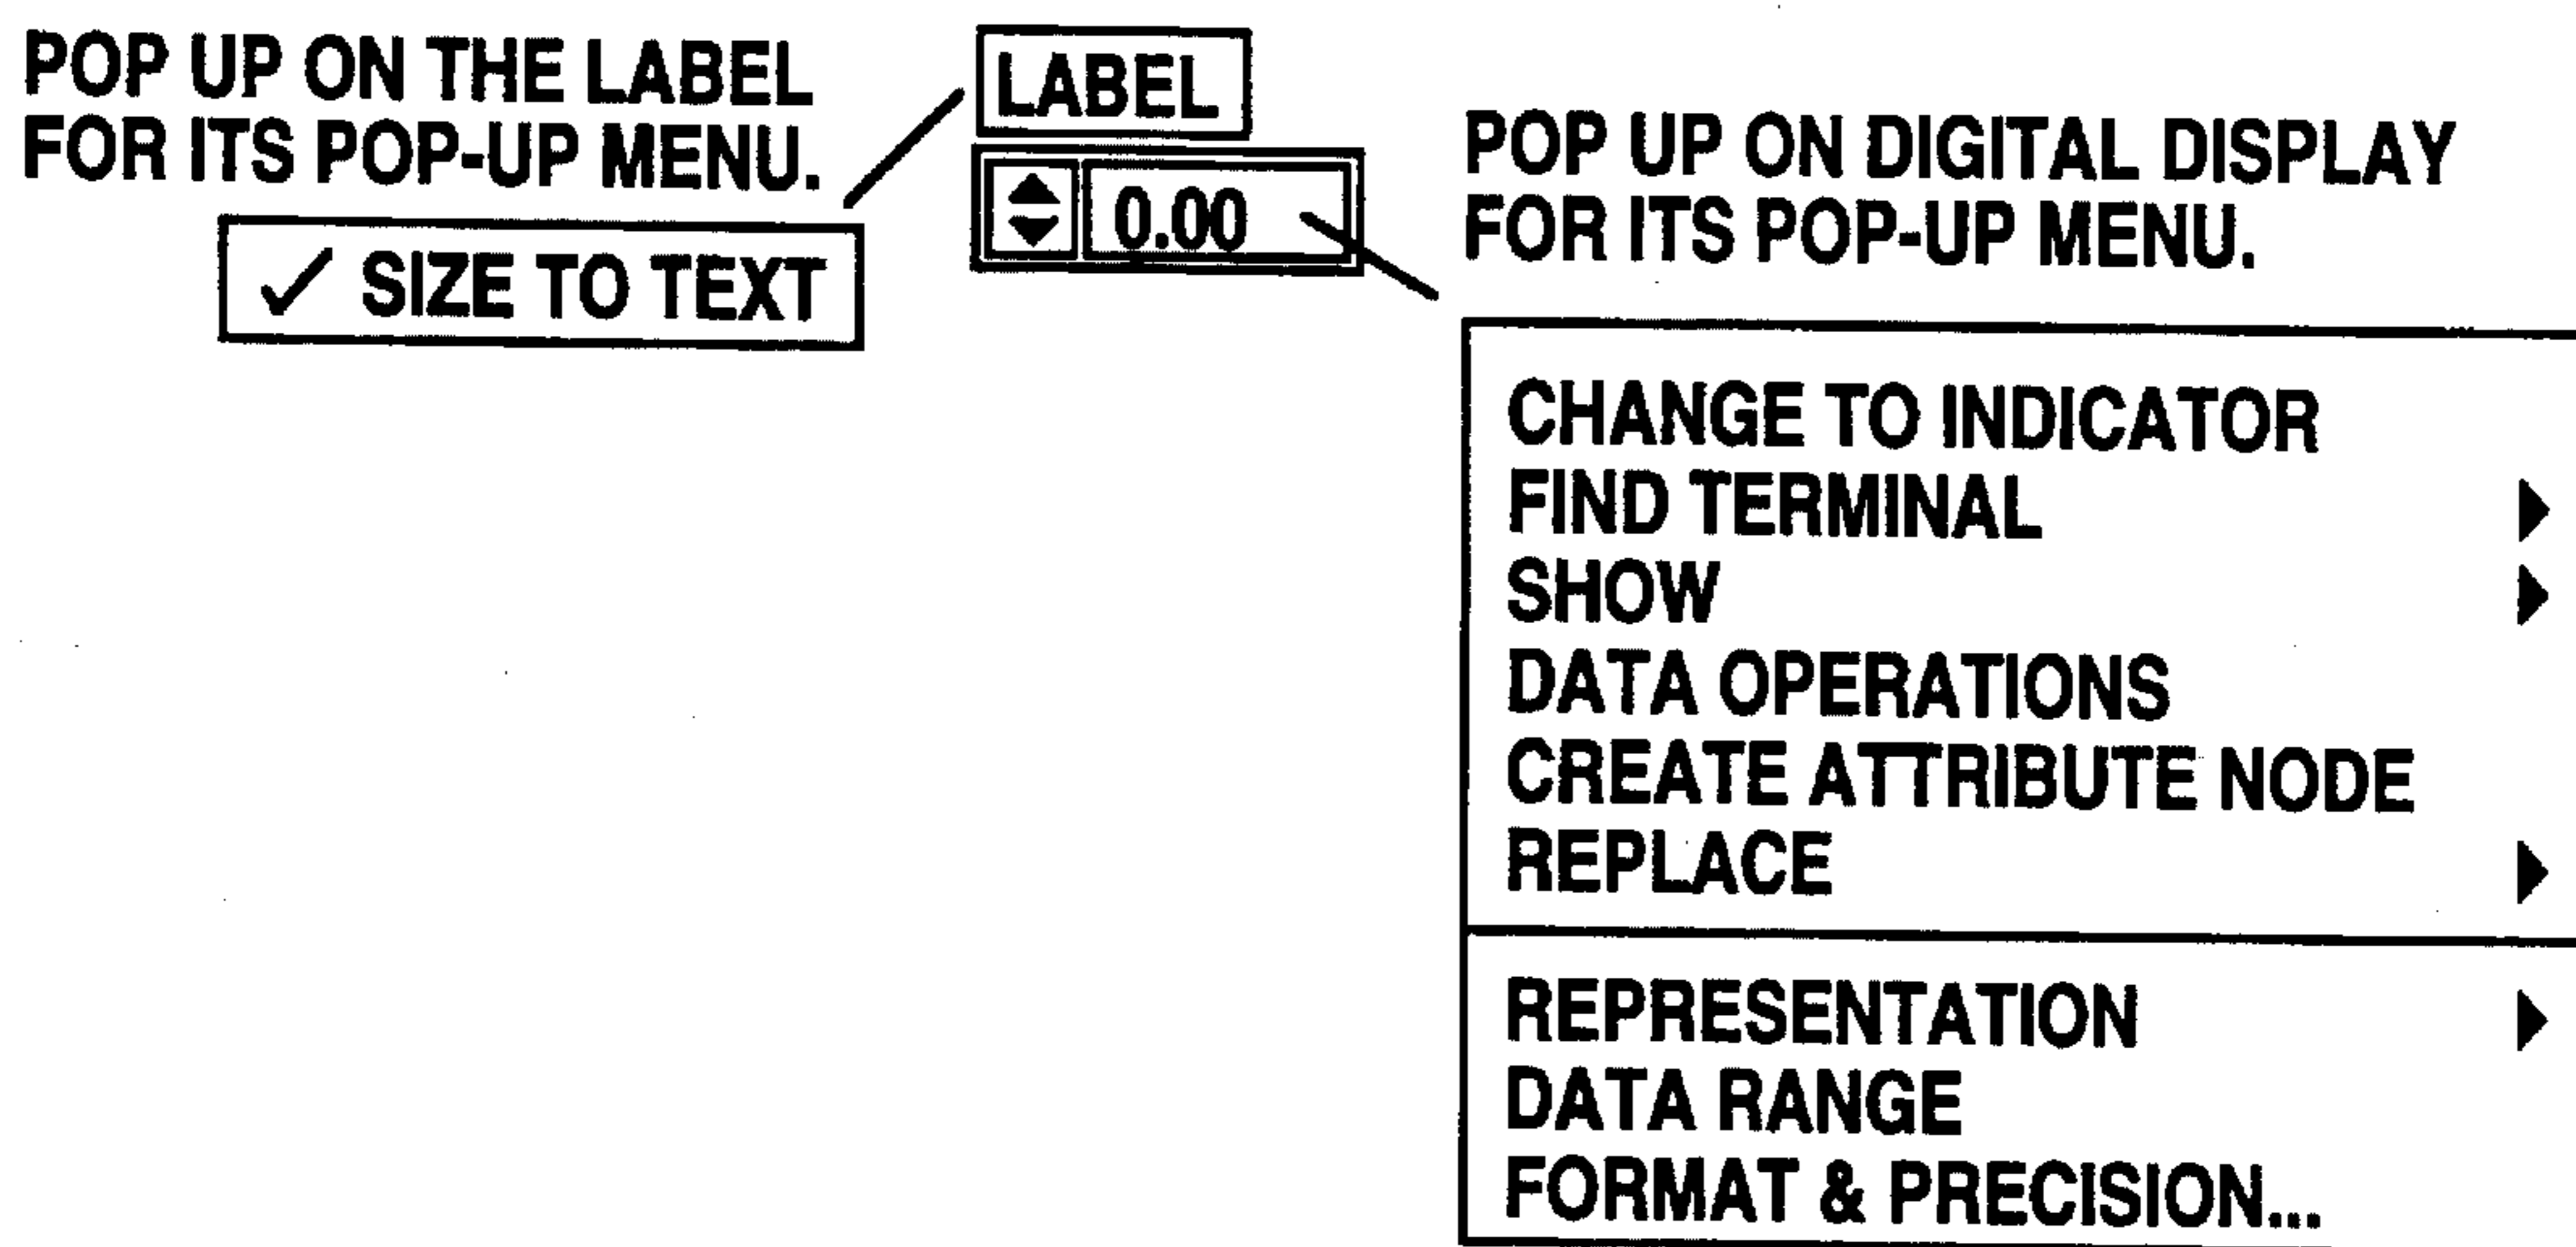 POP UP ON THE LABEL
FOR ITS POP-UP MENU.
✓ SIZE TO TEXT
LABEL
0.00
POP UP ON DIGITAL DISPLAY
FOR ITS POP-UP MENU.
CHANGE TO INDICATOR
FIND TERMINAL
SHOW
DATA OPERATIONS
CREATE ATTRIBUTE NODE
REPLACE
REPRESENTATION
DATA RANGE
FORMAT & PRECISION...